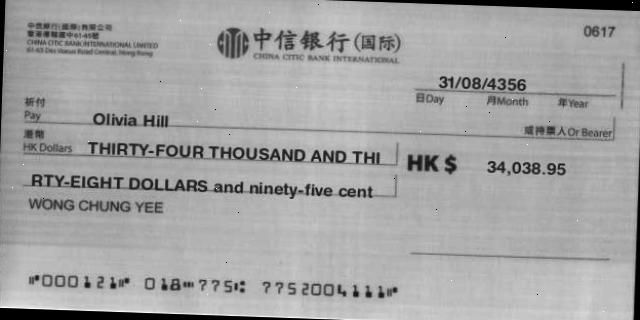 中信銀行(國際)有限公司
香港德輔道中61-65號
CHINA CITIC BANK INTERNATIONAL LIMITED
61-65 Des Voeux Road Central, Hong Kong
中信银行(国际)
CHINA CITIC BANK INTERNATIONAL
0617
31/08/4356
日Day 月Month 年Year
祈付
Pay Olivia Hill
或持票人Or Bearer
港幣
HK Dollars THIRTY-FOUR THOUSAND AND THI
HK $ 34,038.95
RTY-EIGHT DOLLARS and ninety-five cent
WONG CHUNG YEE
⑈000121⑈ 018⑉775⑆ 7752004111⑈